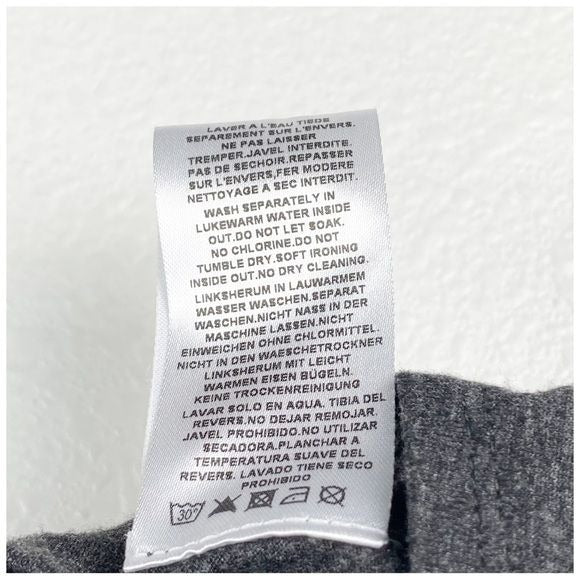 LAVER A L'EAU TIEDE
SEPAREMENT SUR L'ENVERS.
NE PAS LAISSER
TREMPER.JAVEL INTERDITE.
PAS DE SECHOIR.REPASSER
SUR L'ENVERS,FER MODERE
NETTOYAGE A SEC INTERDIT.
WASH SEPARATELY IN
LUKEWARM WATER INSIDE
OUT.DO NOT LET SOAK.
NO CHLORINE.DO NOT
TUMBLE DRY.SOFT IRONING
INSIDE OUT.NO DRY CLEANING.
LINKSHERUM IN LAUWARMEM
WASSER WASCHEN.SEPARAT
WASCHEN.NICHT NASS IN DER
MASCHINE LASSEN.NICHT
EINWEICHEN OHNE CHLORMITTEL.
NICHT IN DEN WAESCHETROCKNER
LINKSHERUM MIT LEICHT
WARMEN EISEN BÜGELN.
KEINE TROCKENREINIGUNG
LAVAR SOLO EN AGUA. TIBIA DEL
REVERS.NO DEJAR REMOJAR.
JAVEL PROHIBIDO.NO UTILIZAR
SECADORA.PLANCHAR A
TEMPERATURA SUAVE DEL
REVERS. LAVADO TIENE SECO
PROHIBIDO
30°